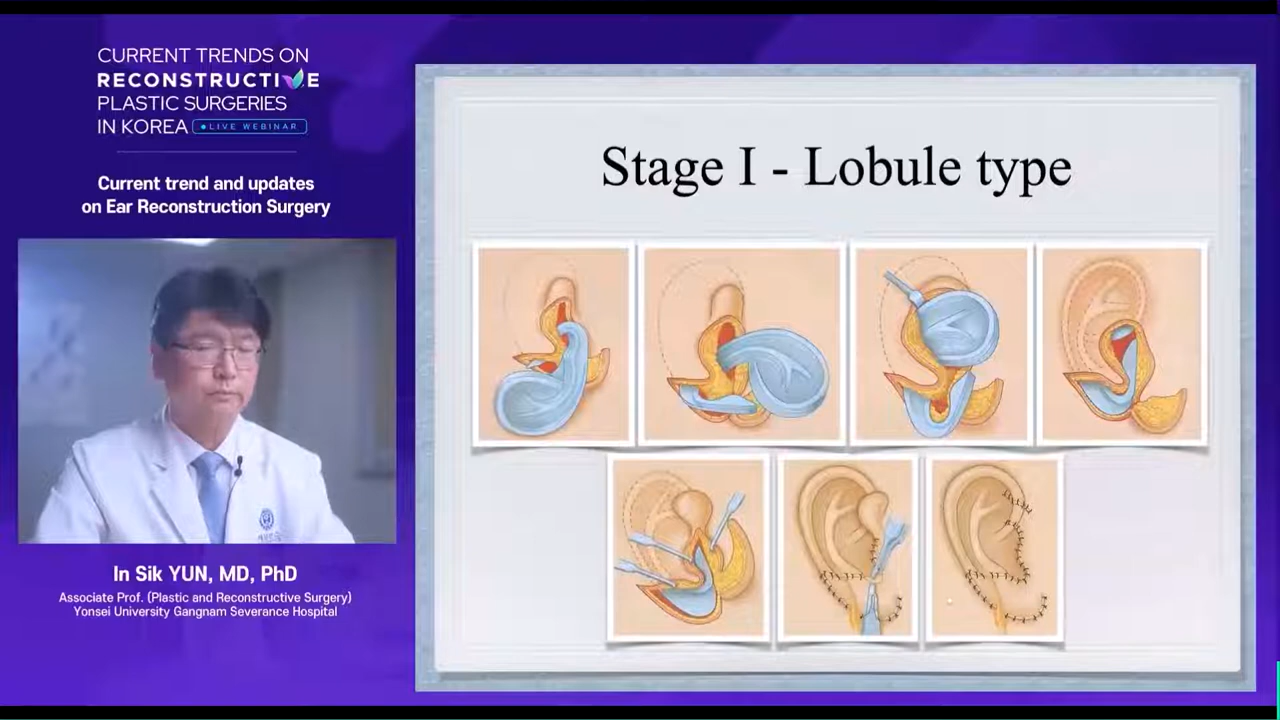 CURRENT TRENDS ON
RECONSTRUCTIVE
PLASTIC SURGERIES
IN KOREA LIVE WEBINAR
Current trend and updates
on Ear Reconstruction Surgery
In Sik YUN, MD, PhD
Associate Prof. (Plastic and Reconstructive Surgery)
Yonsei University Gangnam Severance Hospital
Stage I - Lobule type